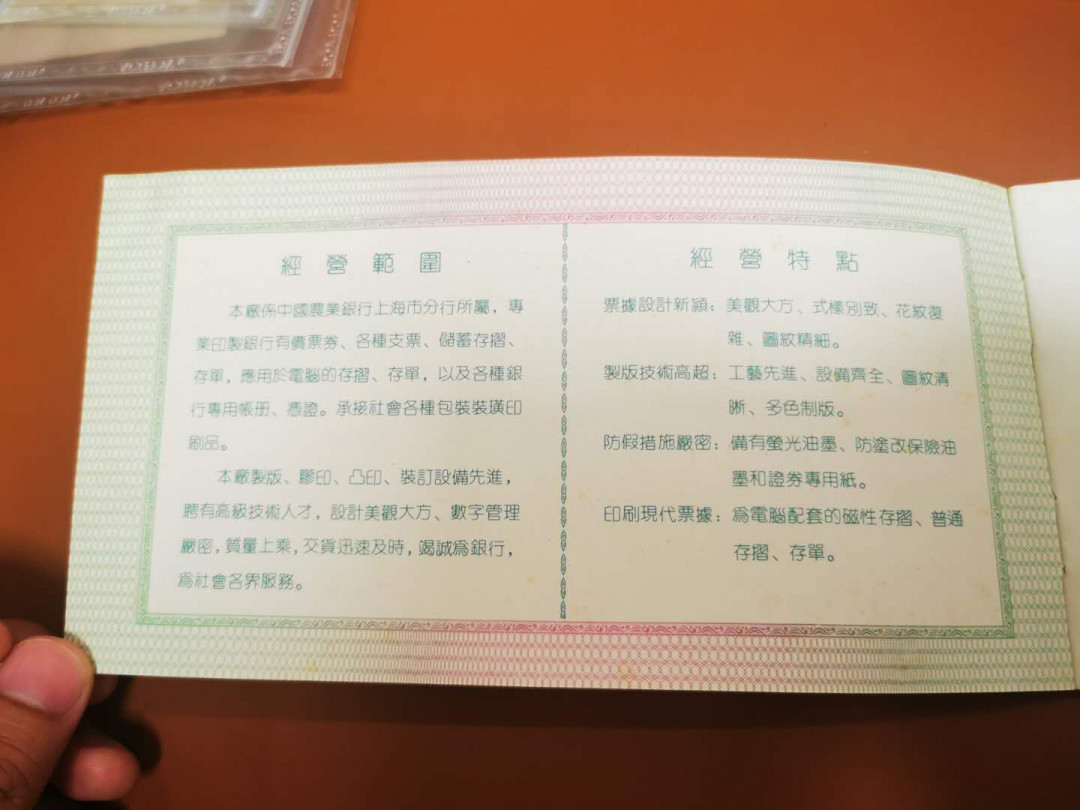 經營範圍
本廠係中國農業銀行上海市分行所屬，專
業印製銀行有價票券、各種支票、儲蓄存摺、
存單，應用於電腦的存摺、存單，以及各種銀
行專用帳册、憑證。承接社會各種包裝裝璜印
刷品。
本廠製版、膠印、凸印、裝訂設備先進，
聘有高級技術人才，設計美觀大方、數字管理
嚴密，質量上乘，交貨迅速及時，喝誠爲銀行，
爲社會各界服務。
經營特點
票據設計新穎：美觀大方、式樣別致、花紋復
雜、圖紋精細。
製版技術高超：工藝先進、設備齊全、圖紋清
晰、多色制版。
防假措施嚴密：備有螢光油墨、防塗改保險油
墨和證券專用紙。
印刷現代票據：爲電腦配套的磁性存摺、普通
存摺、存單。